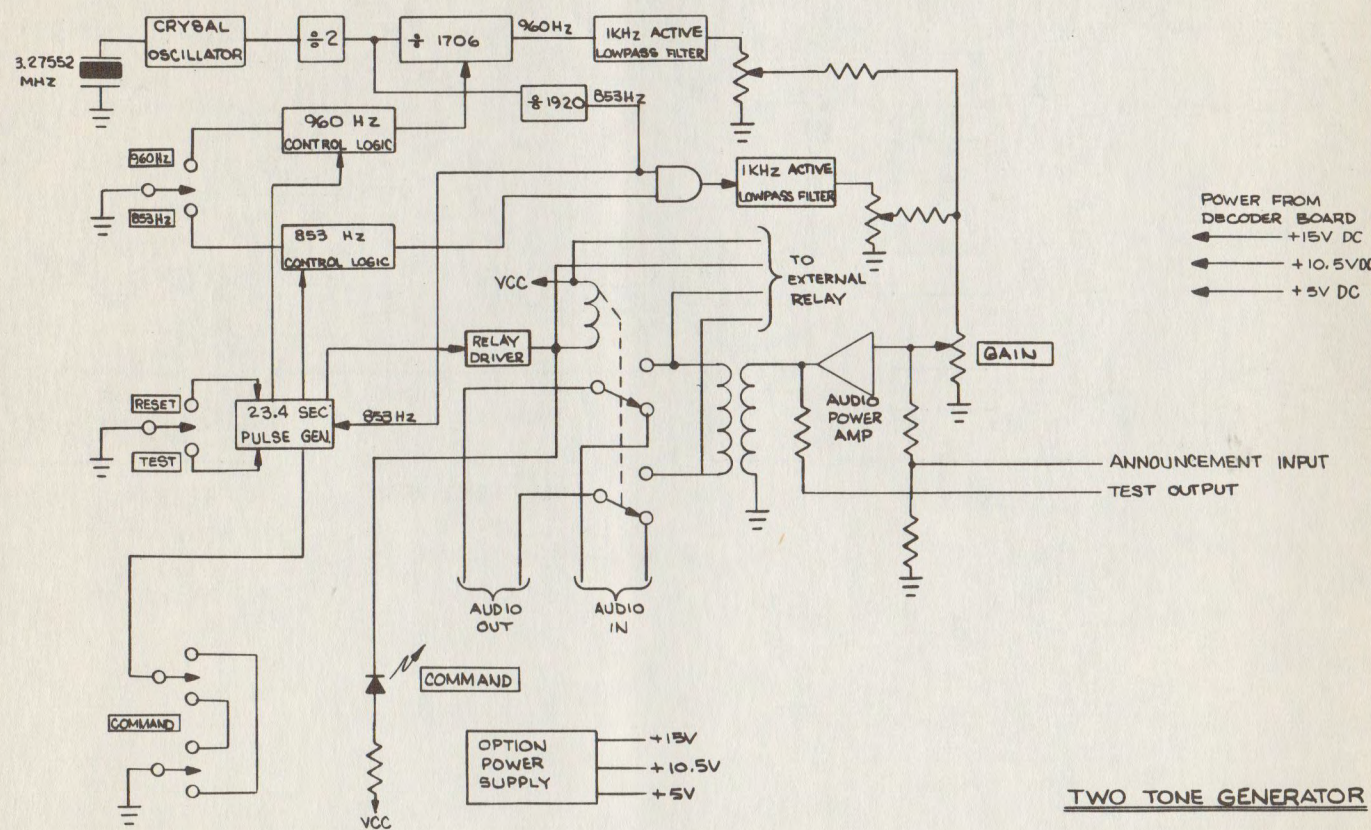 3.27552
MHZ
CRYBAL
OSCILLATOR
÷2
÷ 1706
960Hz
1KHz ACTIVE
LOWPASS FILTER
÷ 1920
853Hz
960 Hz
CONTROL LOGIC
960Hz
853Hz
853 Hz
CONTROL LOGIC
1KHz ACTIVE
LOWPASS FILTER
POWER FROM
DECODER BOARD
+15V DC
+10.5VDC
+5V DC
VCC
TO
EXTERNAL
RELAY
RELAY
DRIVER
GAIN
RESET
TEST
23.4 SEC
PULSE GEN.
853Hz
AUDIO
POWER
AMP
ANNOUNCEMENT INPUT
TEST OUTPUT
AUDIO
OUT
AUDIO
IN
COMMAND
COMMAND
VCC
OPTION
POWER
SUPPLY
+15V
+10.5V
+5V
TWO TONE GENERATOR